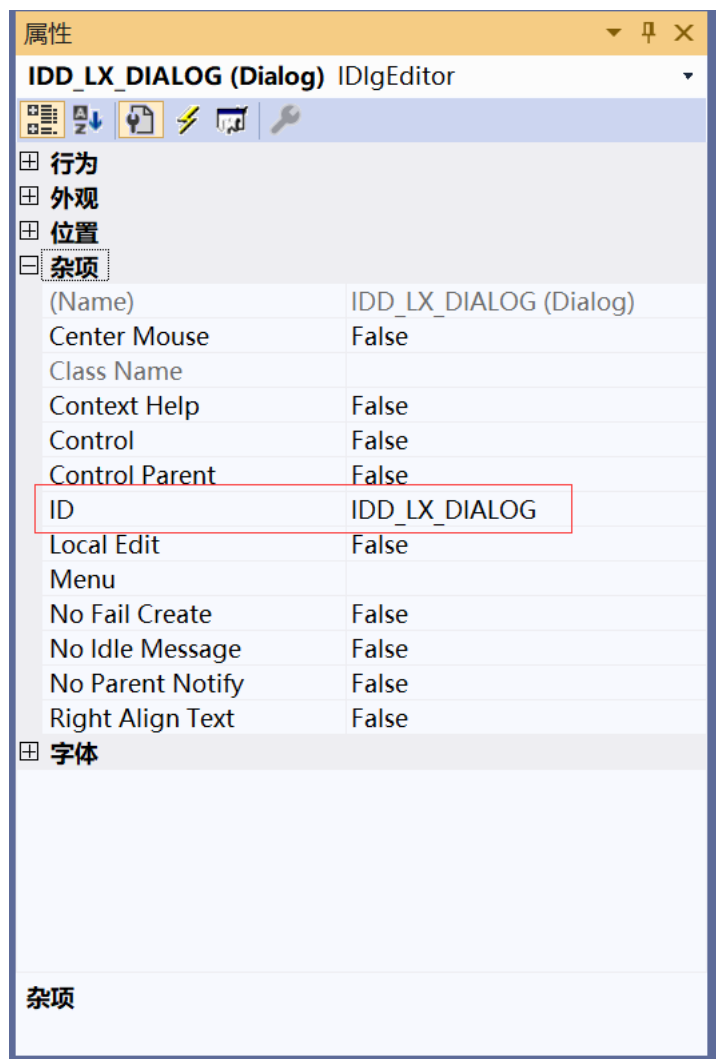 属性
IDD_LX_DIALOG (Dialog) IDlgEditor
行为
外观
位置
杂项
(Name) IDD_LX_DIALOG (Dialog)
Center Mouse False
Class Name
Context Help False
Control False
Control Parent False
ID IDD_LX_DIALOG
Local Edit False
Menu
No Fail Create False
No Idle Message False
No Parent Notify False
Right Align Text False
字体
杂项